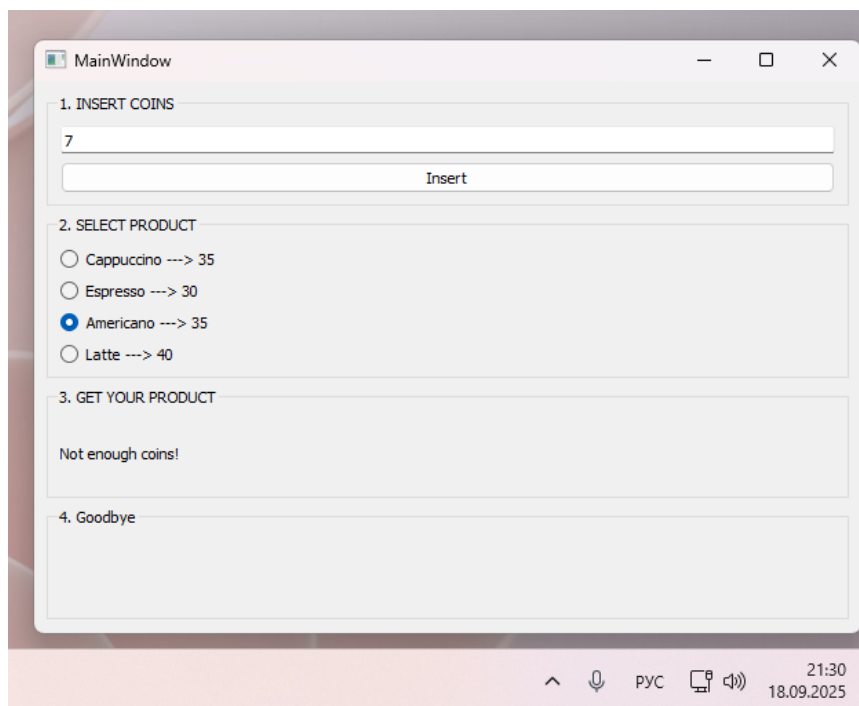 MainWindow
1. INSERT COINS
7
Insert
2. SELECT PRODUCT
Cappuccino ---> 35
Espresso ---> 30
Americano ---> 35
Latte ---> 40
3. GET YOUR PRODUCT
Not enough coins!
4. Goodbye
РУС
21:30
18.09.2025